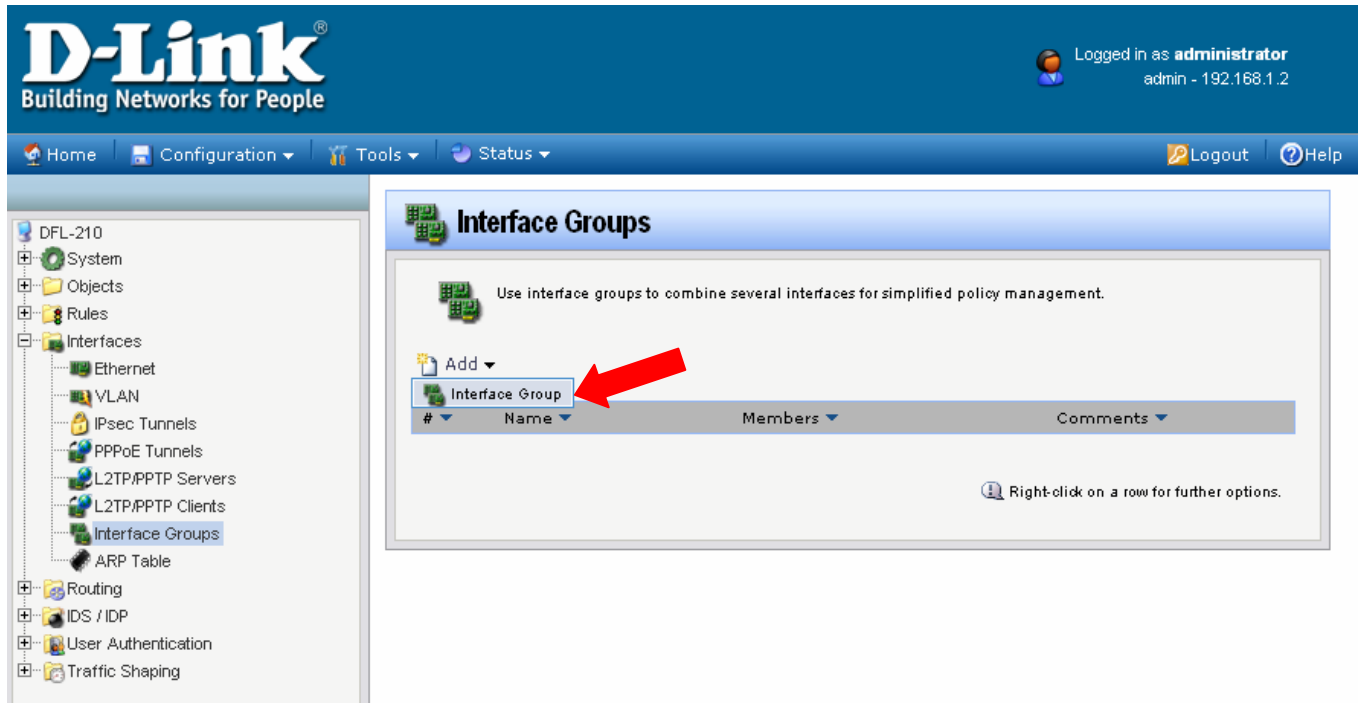 D-Link®
Building Networks for People
Logged in as administrator
admin - 192.168.1.2
Home Configuration Tools Status Logout Help
DFL-210
System
Objects
Rules
Interfaces
Ethernet
VLAN
IPsec Tunnels
PPPoE Tunnels
L2TP/PPTP Servers
L2TP/PPTP Clients
Interface Groups
ARP Table
Routing
IDS / IDP
User Authentication
Traffic Shaping
Interface Groups
Use interface groups to combine several interfaces for simplified policy management.
Add
Interface Group
# Name Members Comments
Right-click on a row for further options.